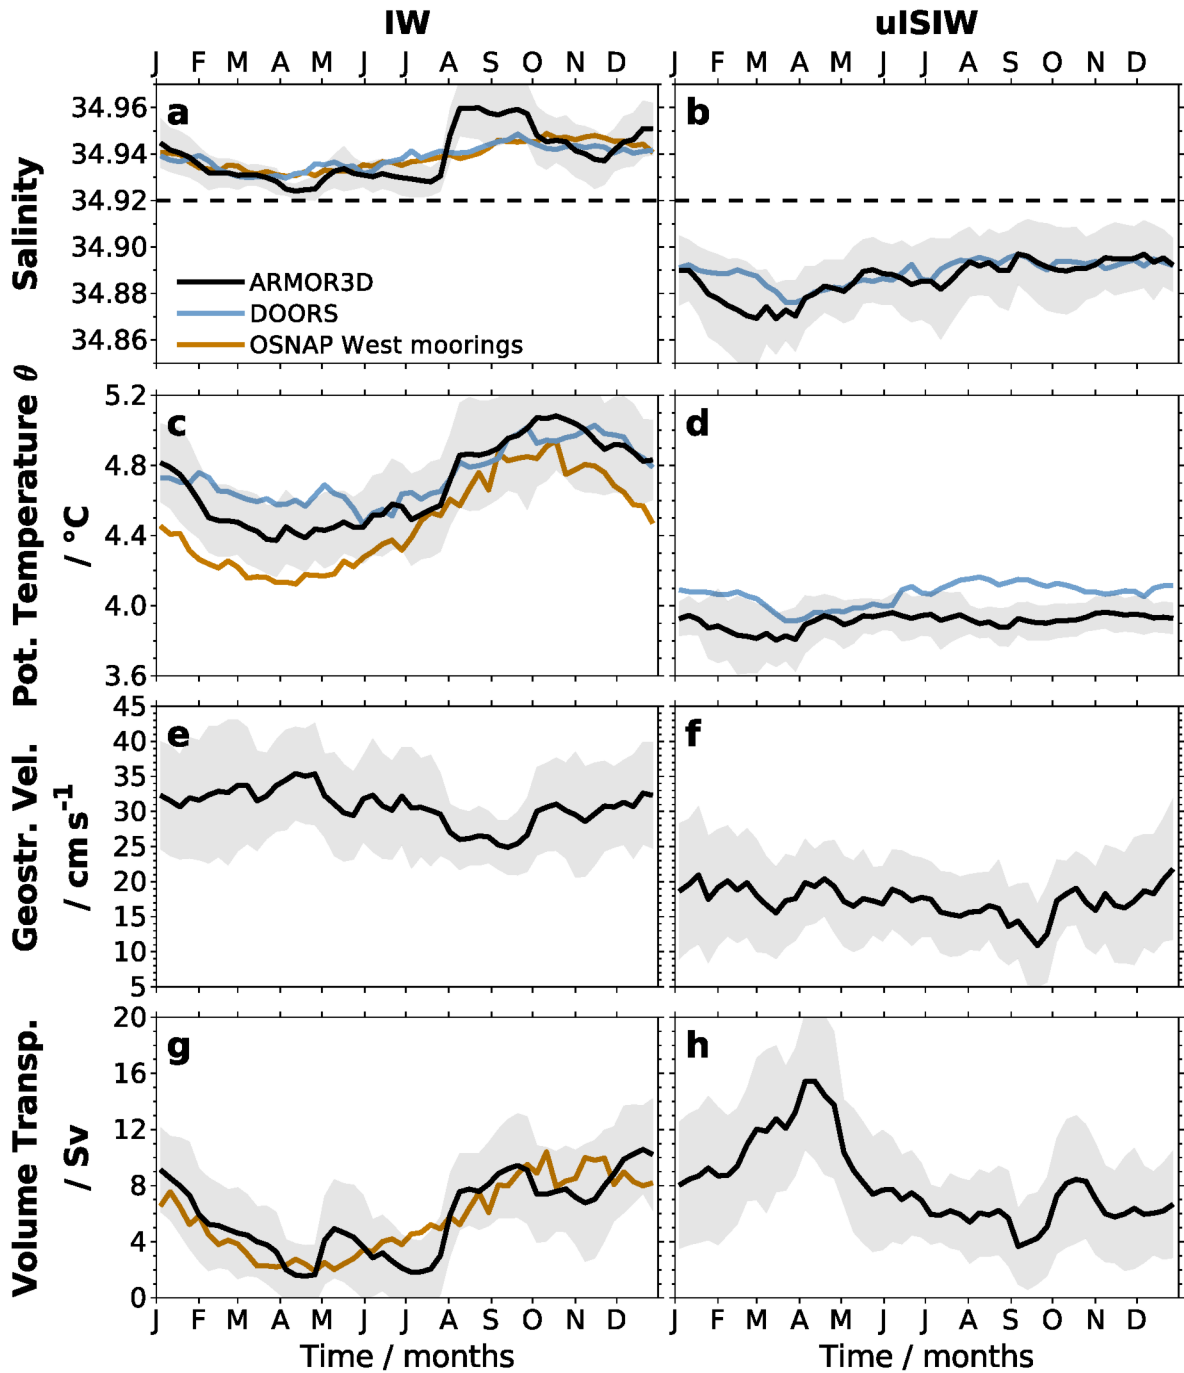 IW
uISIW
J F M A M J J A S O N D
J F M A M J J A S O N D
Salinity
34.96
34.94
34.92
34.90
34.88
34.86
a
ARMOR3D
DOORS
OSNAP West moorings
b
Pot. Temperature θ
/ °C
5.2
4.8
4.4
4.0
3.6
c
d
Geostr. Vel.
/ cm s⁻¹
45
40
35
30
25
20
15
10
5
e
f
Volume Transp.
/ Sv
20
16
12
8
4
0
g
h
J F M A M J J A S O N D
J F M A M J J A S O N D
Time / months
Time / months